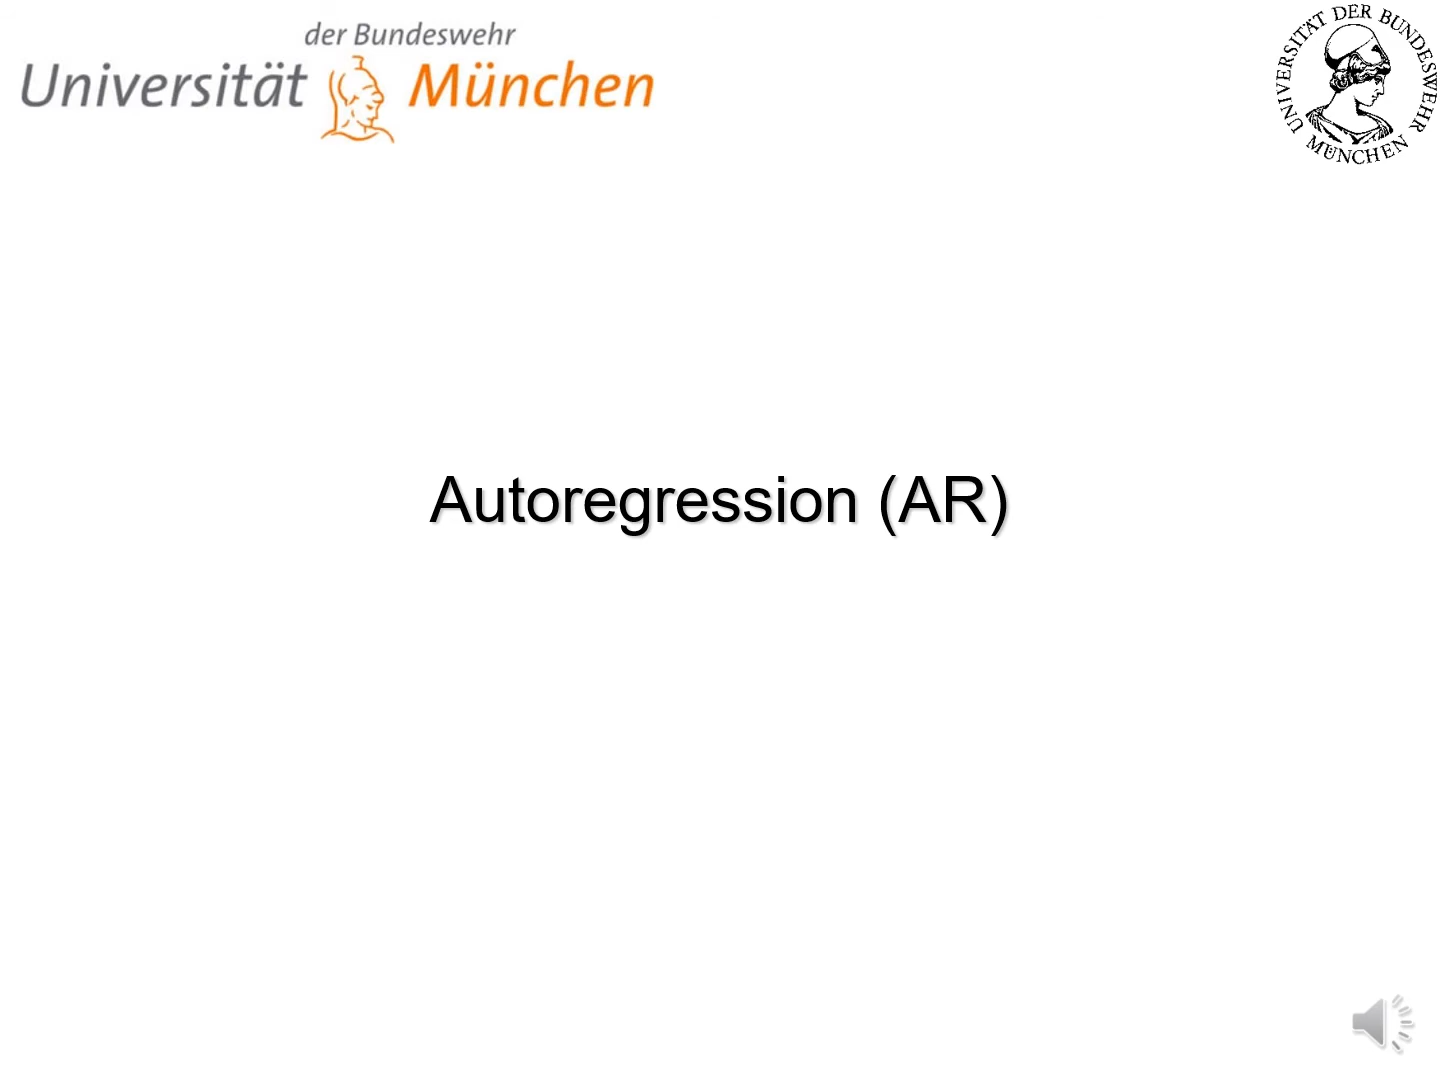 der Bundeswehr
Universität München
UNIVERSITÄT DER BUNDESWEHR MÜNCHEN
Autoregression (AR)